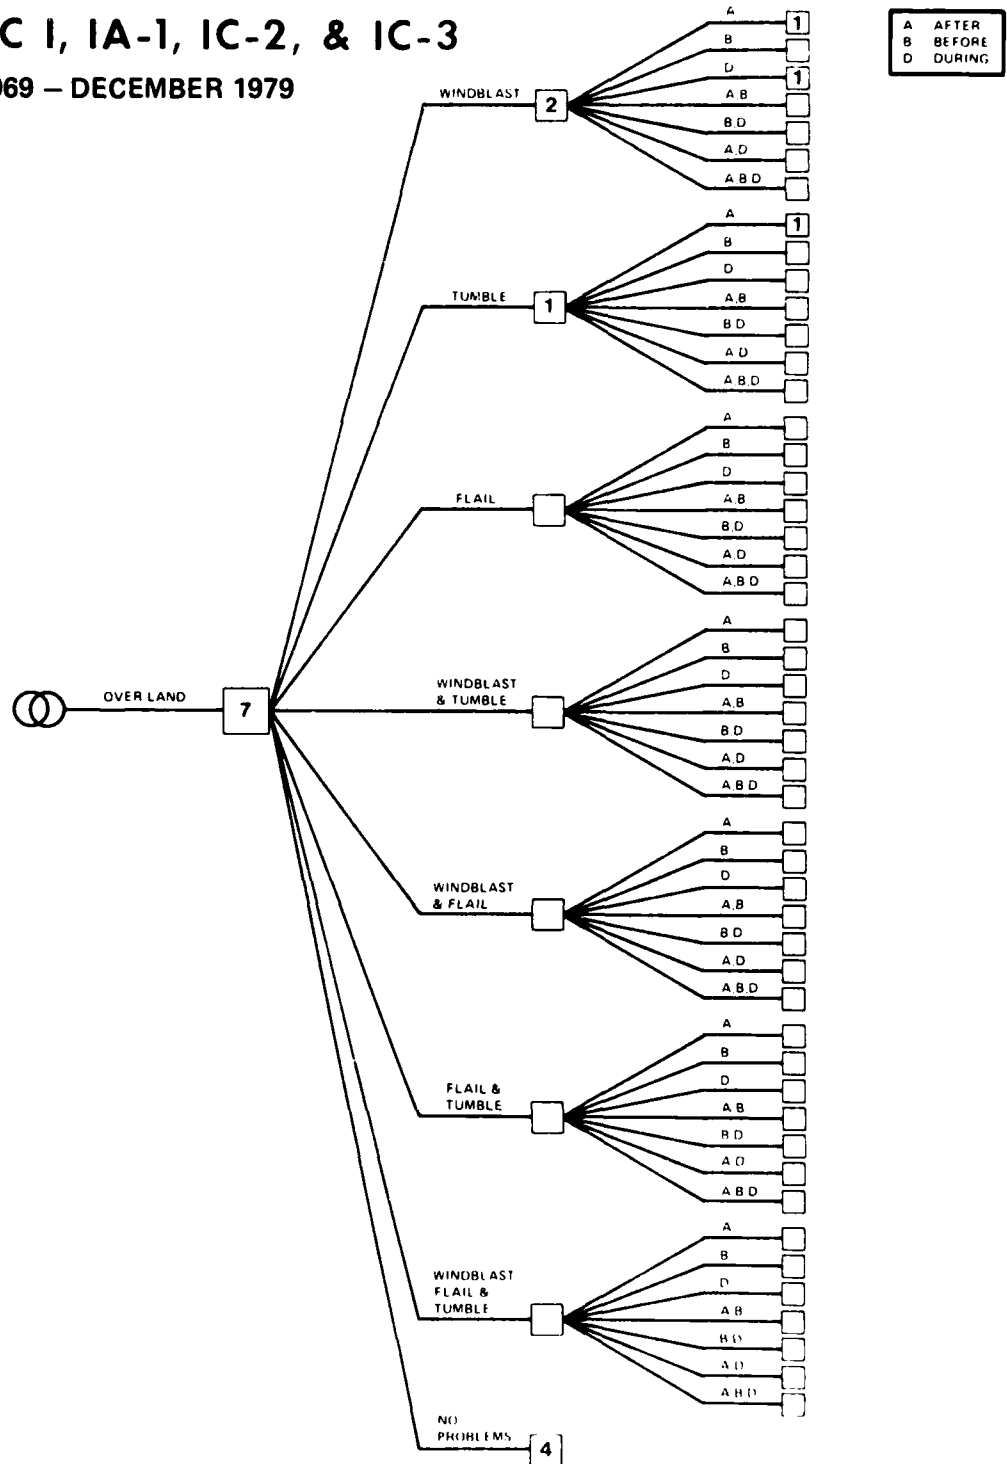 C I, IA-1, IC-2, & IC-3
969 – DECEMBER 1979
A AFTER
B BEFORE
D DURING
OVER LAND
7
WINDBLAST
2
A 1
B
D 1
A,B
B,D
A,D
A B D
TUMBLE
1
A 1
B
D
A,B
B D
A D
A,B,D
FLAIL
A
B
D
A,B
B,D
A,D
A,B D
WINDBLAST
& TUMBLE
A
B
D
A,B
B D
A,D
A,B D
WINDBLAST
& FLAIL
A
B
D
A,B
B D
A,D
A,B,D
FLAIL &
TUMBLE
A
B
D
A B
B D
A D
A B D
WINDBLAST
FLAIL &
TUMBLE
A
B
D
A B
B D
A D
A B D
NO
PROBLEMS
4